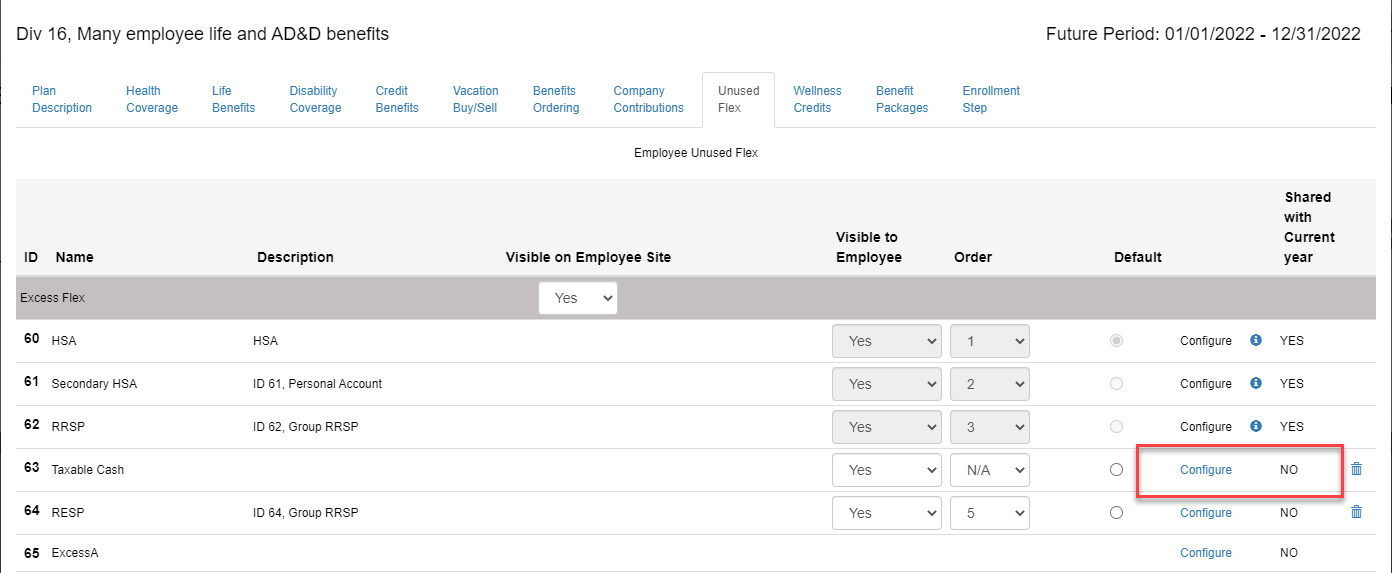 Div 16, Many employee life and AD&D benefits Future Period: 01/01/2022 - 12/31/2022
Plan Health Life Disability Credit Vacation Benefits Company Unused Wellness Benefit Enrollment
Description Coverage Benefits Coverage Benefits Buy/Sell Ordering Contributions Flex Credits Packages Step
Employee Unused Flex
Shared
with
Visible to Current
ID Name Description Visible on Employee Site Employee Order Default year
Excess Flex Yes
60 HSA HSA Yes 1 Configure YES
61 Secondary HSA ID 61, Personal Account Yes 2 Configure YES
62 RRSP ID 62, Group RRSP Yes 3 Configure YES
63 Taxable Cash Yes N/A Configure NO
64 RESP ID 64, Group RRSP Yes 5 Configure NO
65 ExcessA Configure NO